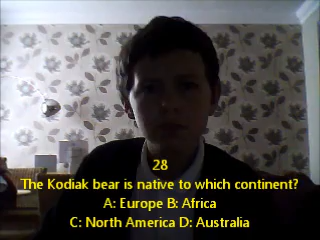 28
The Kodiak bear is native to which continent?
A: Europe B: Africa
C: North America D: Australia